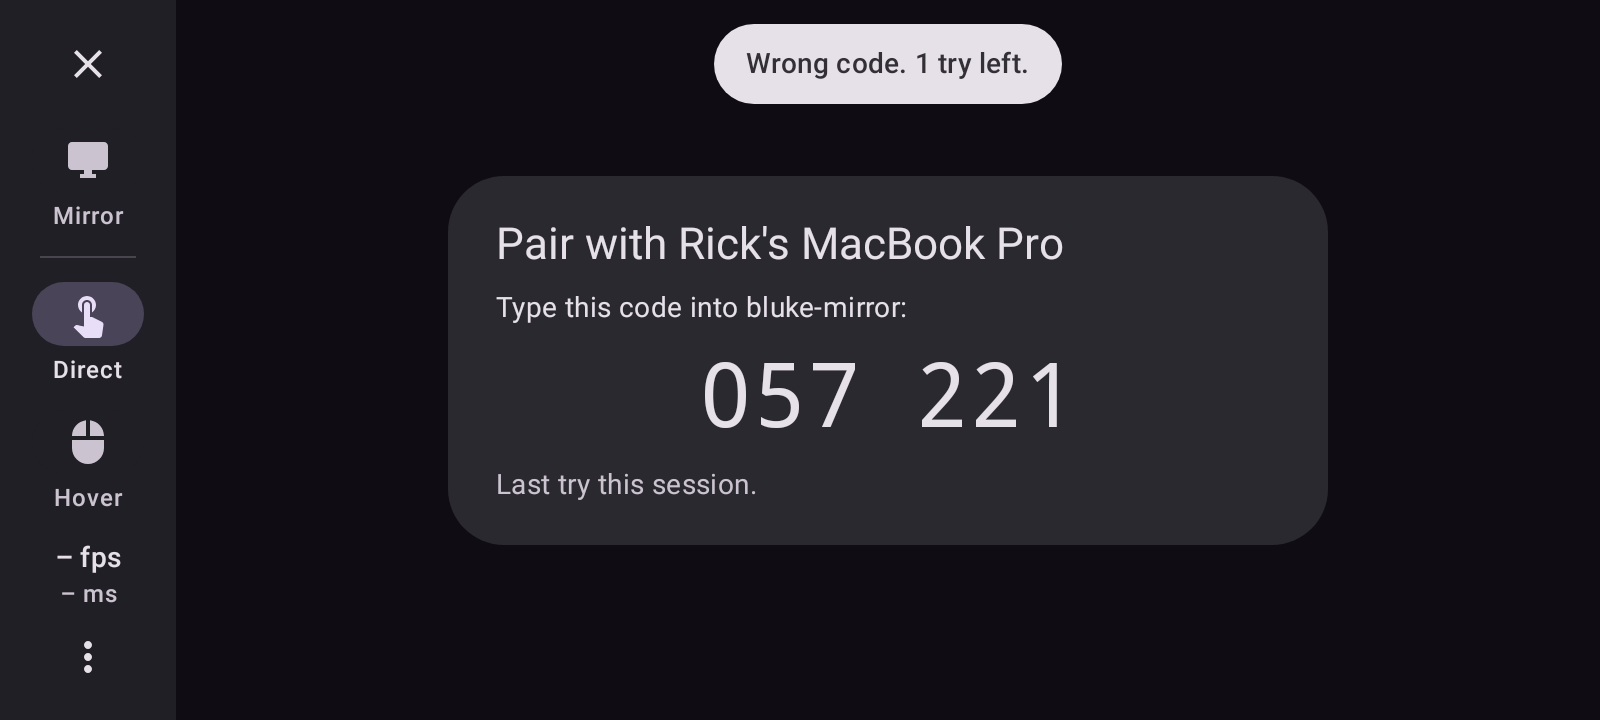 Wrong code. 1 try left.
Mirror
Direct
Hover
– fps
– ms
Pair with Rick's MacBook Pro
Type this code into bluke-mirror:
057 221
Last try this session.